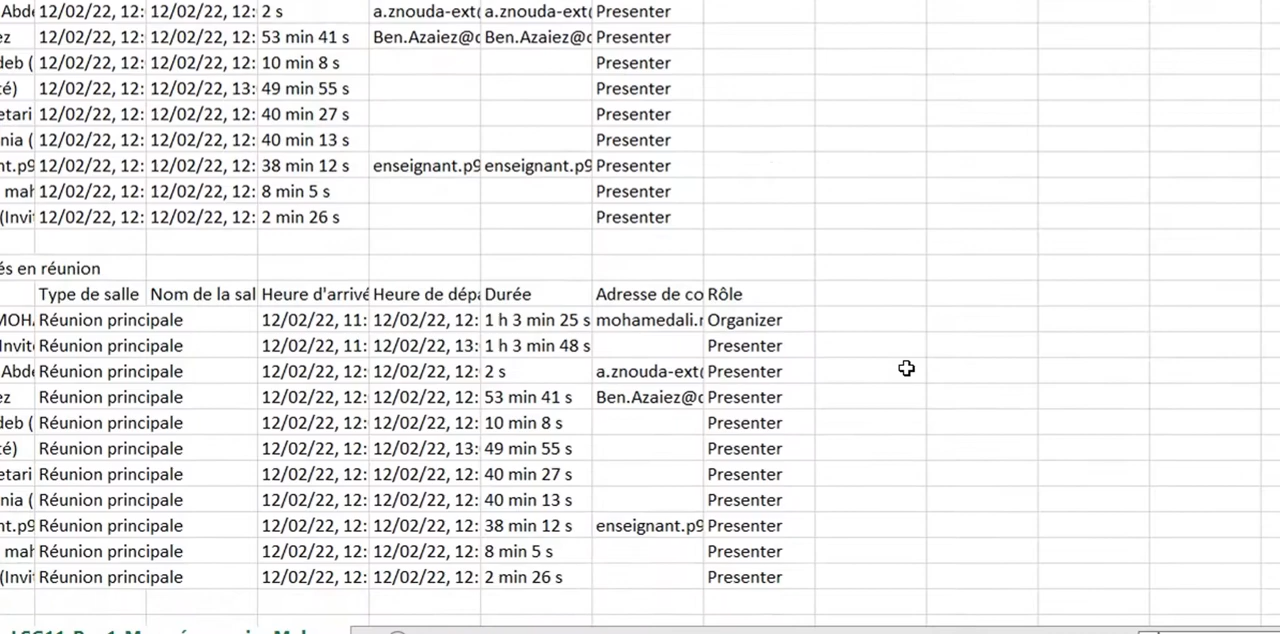 Abde 12/02/22, 12: 12/02/22, 12: 2 s a.znouda-ext( a.znouda-ext( Presenter
ez 12/02/22, 12: 12/02/22, 12: 53 min 41 s Ben.Azaiez@c Ben.Azaiez@c Presenter
deb ( 12/02/22, 12: 12/02/22, 12: 10 min 8 s Presenter
té) 12/02/22, 12: 12/02/22, 13: 49 min 55 s Presenter
etari 12/02/22, 12: 12/02/22, 12: 40 min 27 s Presenter
nia ( 12/02/22, 12: 12/02/22, 12: 40 min 13 s Presenter
nt.p9 12/02/22, 12: 12/02/22, 12: 38 min 12 s enseignant.p9 enseignant.p9 Presenter
mah 12/02/22, 12: 12/02/22, 12: 8 min 5 s Presenter
(Invit 12/02/22, 12: 12/02/22, 12: 2 min 26 s Presenter
és en réunion
Type de salle Nom de la sal Heure d'arrivé Heure de dépa Durée Adresse de co Rôle
MOHA Réunion principale 12/02/22, 11: 12/02/22, 12: 1 h 3 min 25 s mohamedali.r Organizer
Invité Réunion principale 12/02/22, 11: 12/02/22, 13: 1 h 3 min 48 s Presenter
Abde Réunion principale 12/02/22, 12: 12/02/22, 12: 2 s a.znouda-ext( Presenter
ez Réunion principale 12/02/22, 12: 12/02/22, 12: 53 min 41 s Ben.Azaiez@c Presenter
deb ( Réunion principale 12/02/22, 12: 12/02/22, 12: 10 min 8 s Presenter
té) Réunion principale 12/02/22, 12: 12/02/22, 13: 49 min 55 s Presenter
etari Réunion principale 12/02/22, 12: 12/02/22, 12: 40 min 27 s Presenter
nia ( Réunion principale 12/02/22, 12: 12/02/22, 12: 40 min 13 s Presenter
nt.p9 Réunion principale 12/02/22, 12: 12/02/22, 12: 38 min 12 s enseignant.p9 Presenter
mah Réunion principale 12/02/22, 12: 12/02/22, 12: 8 min 5 s Presenter
(Invit Réunion principale 12/02/22, 12: 12/02/22, 12: 2 min 26 s Presenter